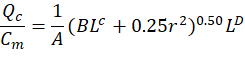 Q_c/C_m = 1/A (BL^c + 0.25r^2)^0.50 L^D